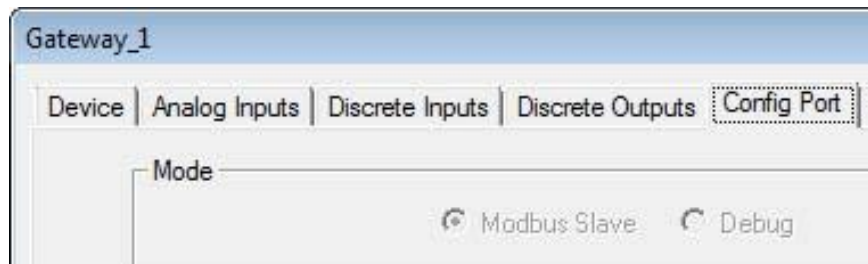 Gateway_1
Device Analog Inputs Discrete Inputs Discrete Outputs Config Port
Mode
Modbus Slave Debug